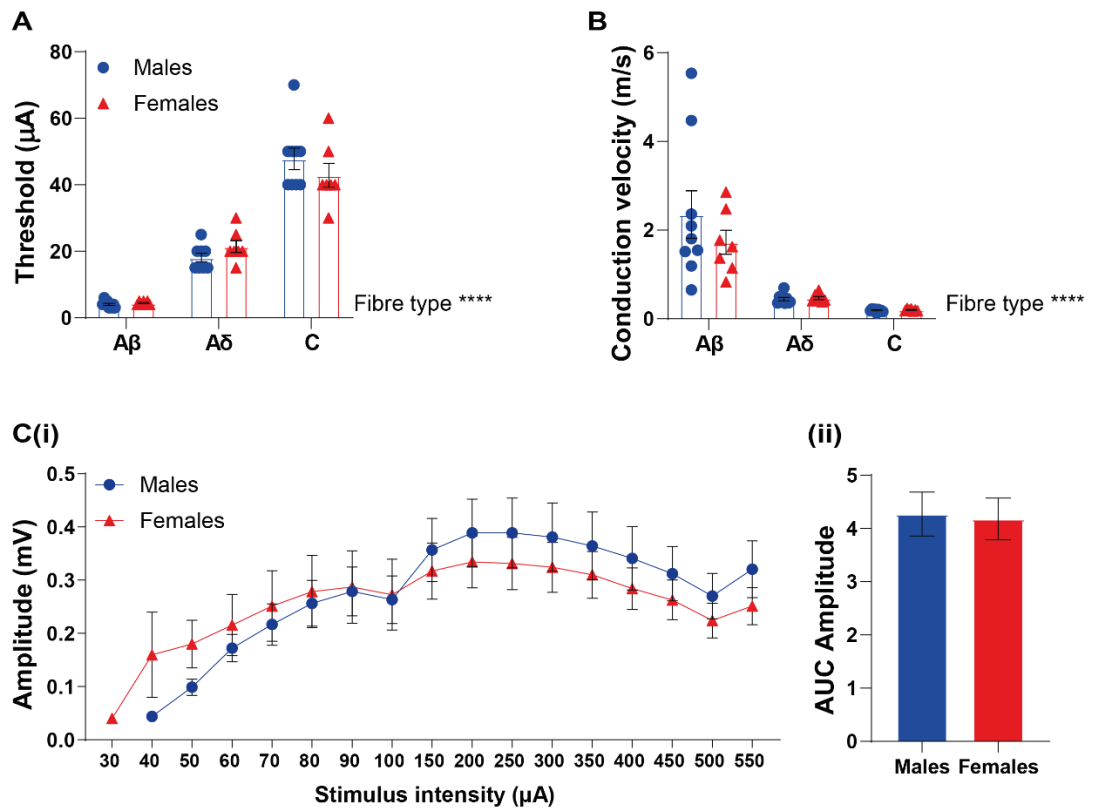 A
Threshold (µA)
80
60
40
20
0
Males
Females
Aβ Aδ C
Fibre type ****
B
Conduction velocity (m/s)
6
4
2
0
Aβ Aδ C
Fibre type ****
C(i)
Amplitude (mV)
0.5
0.4
0.3
0.2
0.1
0.0
Males
Females
30 40 50 60 70 80 90 100 150 200 250 300 350 400 450 500 550
Stimulus intensity (µA)
(ii)
AUC Amplitude
5
4
3
2
1
0
Males Females